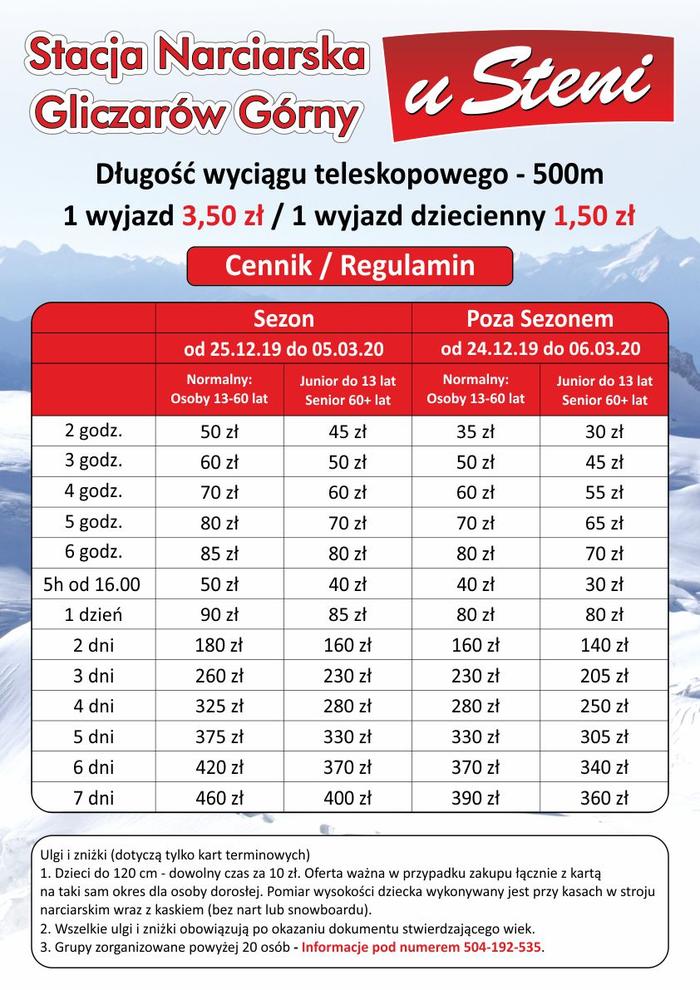 Stacja Narciarska
Gliczarów Górny
u Steni
Długość wyciągu teleskopowego - 500m
1 wyjazd 3,50 zł / 1 wyjazd dziecienny 1,50 zł
Cennik / Regulamin
Sezon Poza Sezonem
od 25.12.19 do 05.03.20 od 24.12.19 do 06.03.20
Normalny: Junior do 13 lat Normalny: Junior do 13 lat
Osoby 13-60 lat Senior 60+ lat Osoby 13-60 lat Senior 60+ lat
2 godz. 50 zł 45 zł 35 zł 30 zł
3 godz. 60 zł 50 zł 50 zł 45 zł
4 godz. 70 zł 60 zł 60 zł 55 zł
5 godz. 80 zł 70 zł 70 zł 65 zł
6 godz. 85 zł 80 zł 80 zł 70 zł
5h od 16.00 50 zł 40 zł 40 zł 30 zł
1 dzień 90 zł 85 zł 80 zł 80 zł
2 dni 180 zł 160 zł 160 zł 140 zł
3 dni 260 zł 230 zł 230 zł 205 zł
4 dni 325 zł 280 zł 280 zł 250 zł
5 dni 375 zł 330 zł 330 zł 305 zł
6 dni 420 zł 370 zł 370 zł 340 zł
7 dni 460 zł 400 zł 390 zł 360 zł
Ulgi i zniżki (dotyczą tylko kart terminowych)
1. Dzieci do 120 cm - dowolny czas za 10 zł. Oferta ważna w przypadku zakupu łącznie z kartą
na taki sam okres dla osoby dorosłej. Pomiar wysokości dziecka wykonywany jest przy kasach w stroju
narciarskim wraz z kaskiem (bez nart lub snowboardu).
2. Wszelkie ulgi i zniżki obowiązują po okazaniu dokumentu stwierdzającego wiek.
3. Grupy zorganizowane powyżej 20 osób - Informacje pod numerem 504-192-535.